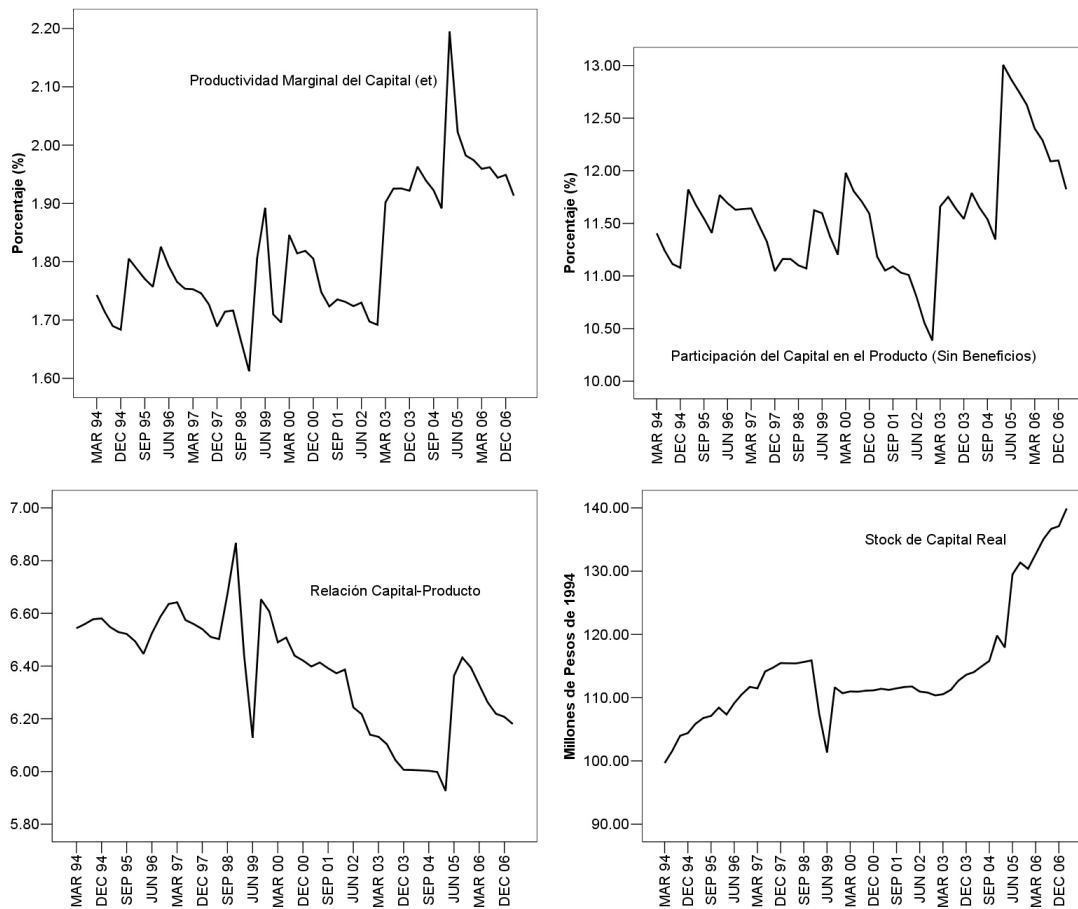 2.20
2.10
2.00
1.90
1.80
1.70
1.60
Porcentaje (%)
Productividad Marginal del Capital (et)
MAR 94
DEC 94
SEP 95
JUN 96
MAR 97
DEC 97
SEP 98
JUN 99
MAR 00
DEC 00
SEP 01
JUN 02
MAR 03
DEC 03
SEP 04
JUN 05
MAR 06
DEC 06
13.00
12.50
12.00
11.50
11.00
10.50
10.00
Porcentaje (%)
Participación del Capital en el Producto (Sin Beneficios)
MAR 94
DEC 94
SEP 95
JUN 96
MAR 97
DEC 97
SEP 98
JUN 99
MAR 00
DEC 00
SEP 01
JUN 02
MAR 03
DEC 03
SEP 04
JUN 05
MAR 06
DEC 06
7.00
6.80
6.60
6.40
6.20
6.00
5.80
Relación Capital-Producto
MAR 94
DEC 94
SEP 95
JUN 96
MAR 97
DEC 97
SEP 98
JUN 99
MAR 00
DEC 00
SEP 01
JUN 02
MAR 03
DEC 03
SEP 04
JUN 05
MAR 06
DEC 06
140.00
130.00
120.00
110.00
100.00
90.00
Millones de Pesos de 1994
Stock de Capital Real
MAR 94
DEC 94
SEP 95
JUN 96
MAR 97
DEC 97
SEP 98
JUN 99
MAR 00
DEC 00
SEP 01
JUN 02
MAR 03
DEC 03
SEP 04
JUN 05
MAR 06
DEC 06